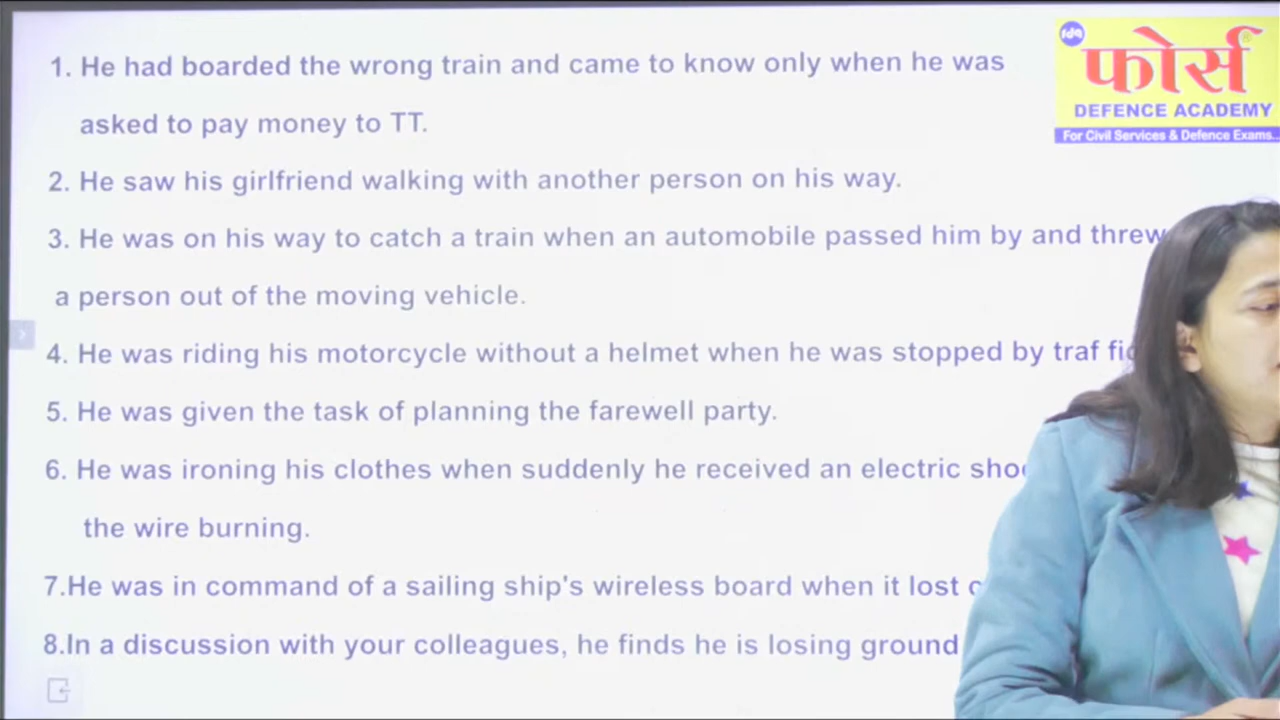 fda
फोर्स
DEFENCE ACADEMY
For Civil Services & Defence Exams...
1. He had boarded the wrong train and came to know only when he was
asked to pay money to TT.
2. He saw his girlfriend walking with another person on his way.
3. He was on his way to catch a train when an automobile passed him by and threw
a person out of the moving vehicle.
4. He was riding his motorcycle without a helmet when he was stopped by
5. He was given the task of planning the farewell party.
6. He was ironing his clothes when suddenly he received an electric
the wire burning.
7.He was in command of a sailing ship's wireless board when it lost
8.In a discussion with your colleagues, he finds he is losing ground